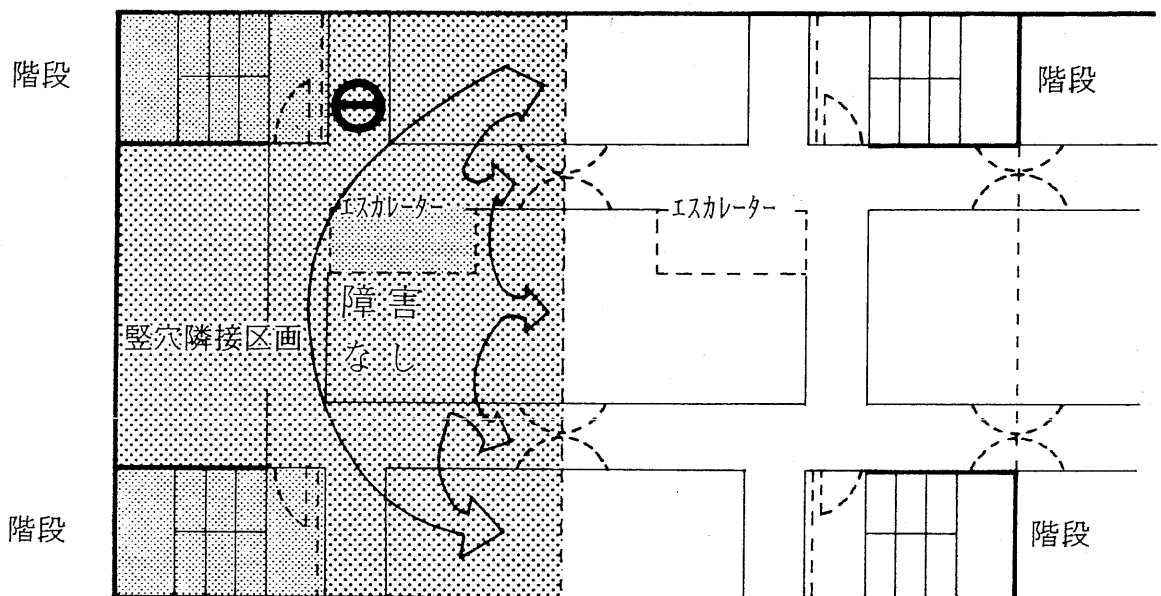 階段
階段
エスカレーター
エスカレーター
障害
なし
竪穴隣接区画
階段
階段